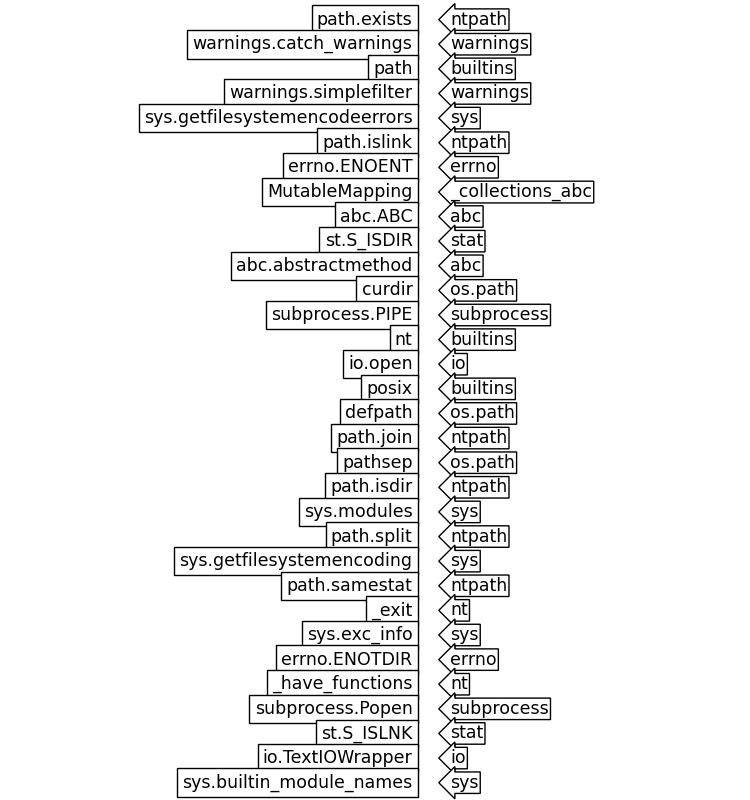 path.exists ntpath
warnings.catch_warnings warnings
path builtins
warnings.simplefilter warnings
sys.getfilesystemencodeerrors sys
path.islink ntpath
errno.ENOENT errno
MutableMapping _collections_abc
abc.ABC abc
st.S_ISDIR stat
abc.abstractmethod abc
curdir os.path
subprocess.PIPE subprocess
nt builtins
io.open io
posix builtins
defpath os.path
path.join ntpath
pathsep os.path
path.isdir ntpath
sys.modules sys
path.split ntpath
sys.getfilesystemencoding sys
path.samestat ntpath
_exit nt
sys.exc_info sys
errno.ENOTDIR errno
_have_functions nt
subprocess.Popen subprocess
st.S_ISLNK stat
io.TextIOWrapper io
sys.builtin_module_names sys